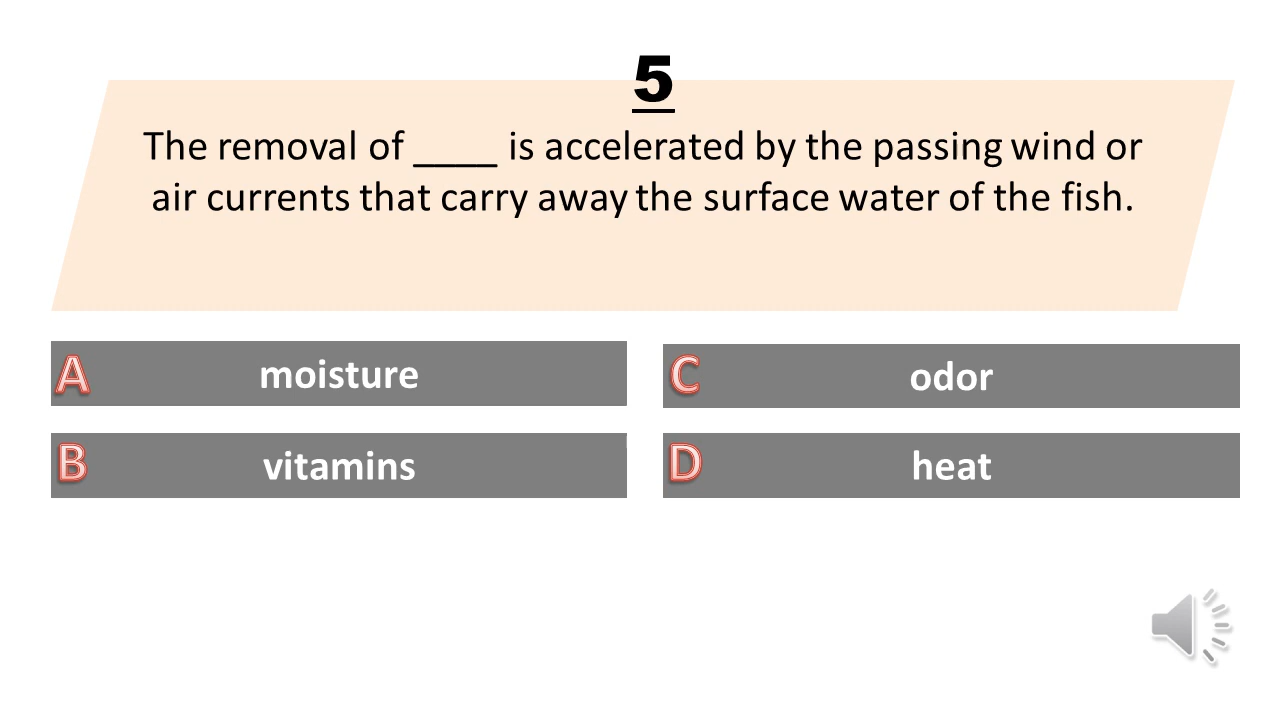 5
The removal of ____ is accelerated by the passing wind or
air currents that carry away the surface water of the fish.
A moisture
B vitamins
C odor
D heat